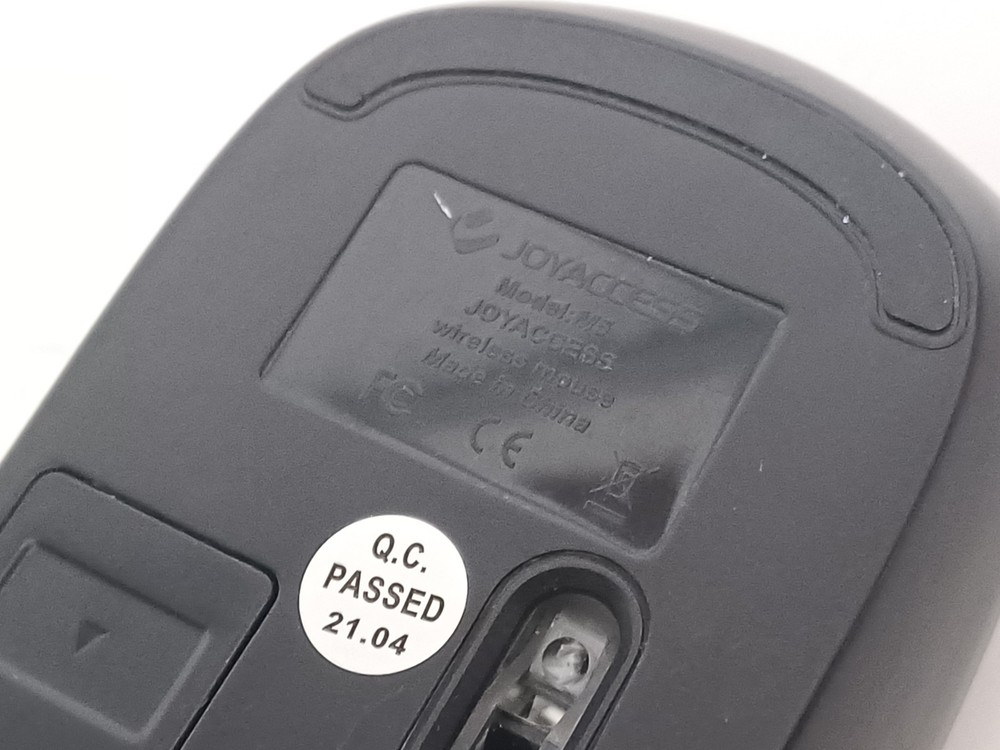 JOYACCESS
Model: M5
JOYACCESS
wireless mouse
Made in China
FC
CE
Q.C.
PASSED
21.04